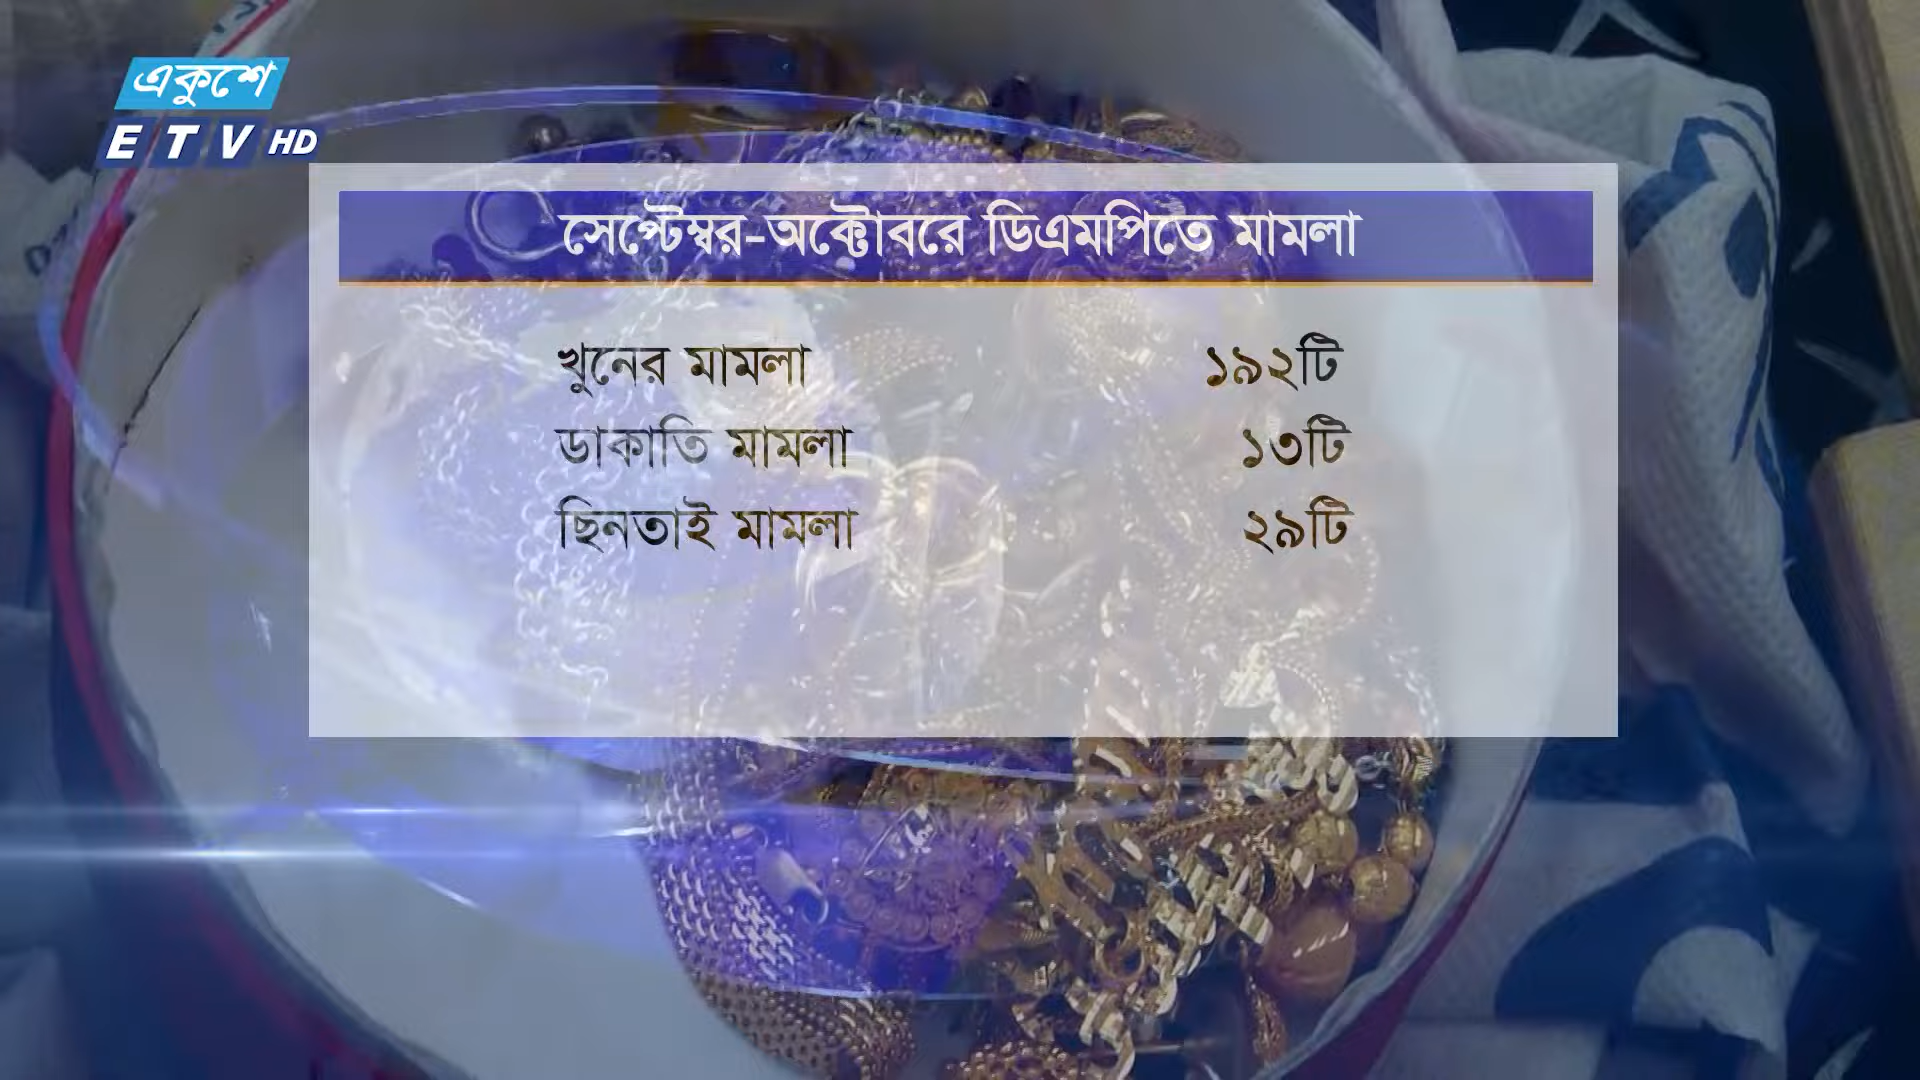 একুশে
ETV HD
সেপ্টেম্বর-অক্টোবরে ডিএমপিতে মামলা
খুনের মামলা ১৯২টি
ডাকাতি মামলা ১৩টি
ছিনতাই মামলা ২৯টি